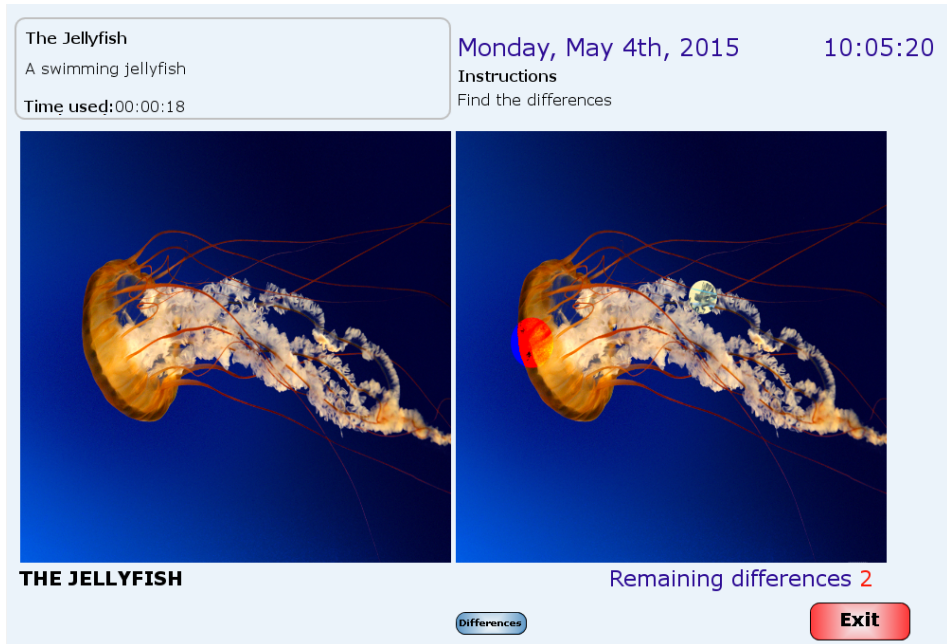 The Jellyfish
A swimming jellyfish
Time used:00:00:18
Monday, May 4th, 2015 10:05:20
Instructions
Find the differences
THE JELLYFISH
Remaining differences 2
Differences
Exit